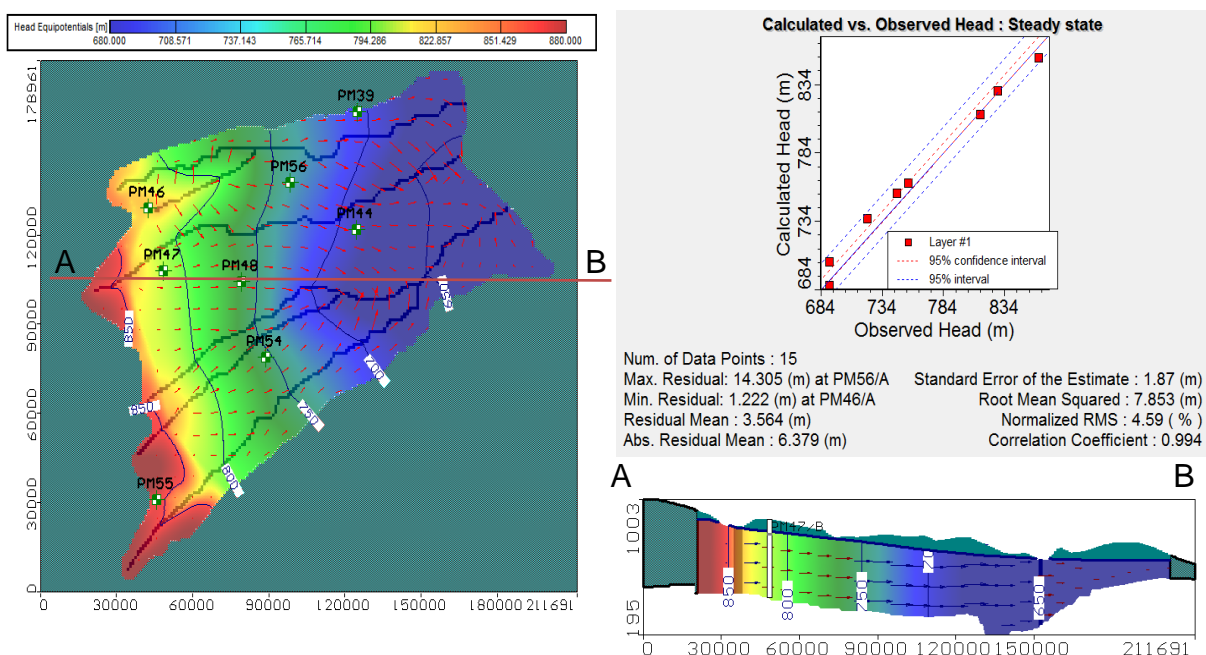 Head Equipotentials [m]
680.000 708.571 737.143 765.714 794.286 822.857 851.429 880.000
178961
120000
90000
60000
30000
0
0 30000 60000 90000 120000 150000 180000 211691
PM39
PM56
PM46
PM44
PM47
PM48
PM54
PM55
A
B
850
850
800
750
700
650
Calculated vs. Observed Head : Steady state
Calculated Head (m)
834
784
734
684
684 734 784 834
Observed Head (m)
Layer #1
95% confidence interval
95% interval
Num. of Data Points : 15
Max. Residual: 14.305 (m) at PM56/A
Min. Residual: 1.222 (m) at PM46/A
Residual Mean : 3.564 (m)
Abs. Residual Mean : 6.379 (m)
Standard Error of the Estimate : 1.87 (m)
Root Mean Squared : 7.853 (m)
Normalized RMS : 4.59 ( % )
Correlation Coefficient : 0.994
A
B
1003
195
PM47/B
850
800
750
70
650
0 30000 60000 90000 120000 150000 211691